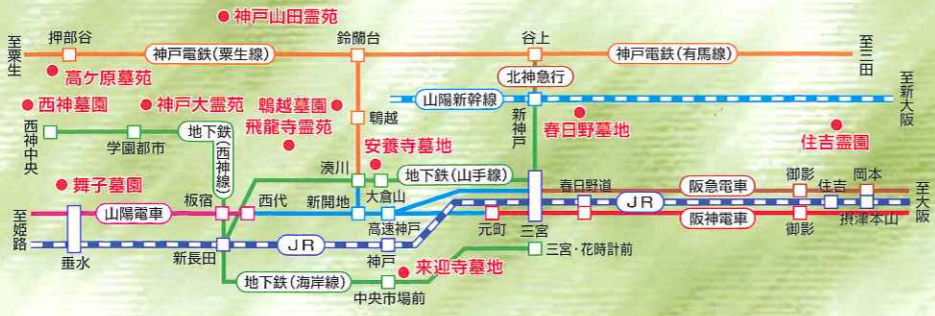 神戸山田霊苑
至粟生
押部谷
神戸電鉄(粟生線)
鈴蘭台
谷上
神戸電鉄(有馬線)
至三田
高ケ原墓苑
北神急行
至新大阪
西神墓園
神戸大霊苑
鵯越墓園
山陽新幹線
飛龍寺霊苑
鵯越
新神戸
春日野墓地
住吉霊園
西神中央
学園都市
地下鉄(西神線)
安養寺墓地
湊川
大倉山
地下鉄(山手線)
舞子墓園
板宿
西代
新開地
高速神戸
春日野道
阪急電車
御影
住吉
岡本
至姫路
山陽電車
元町
三宮
JR
阪神電車
御影
摂津本山
至大阪
垂水
新長田
JR
神戸
三宮・花時計前
来迎寺墓地
地下鉄(海岸線)
中央市場前